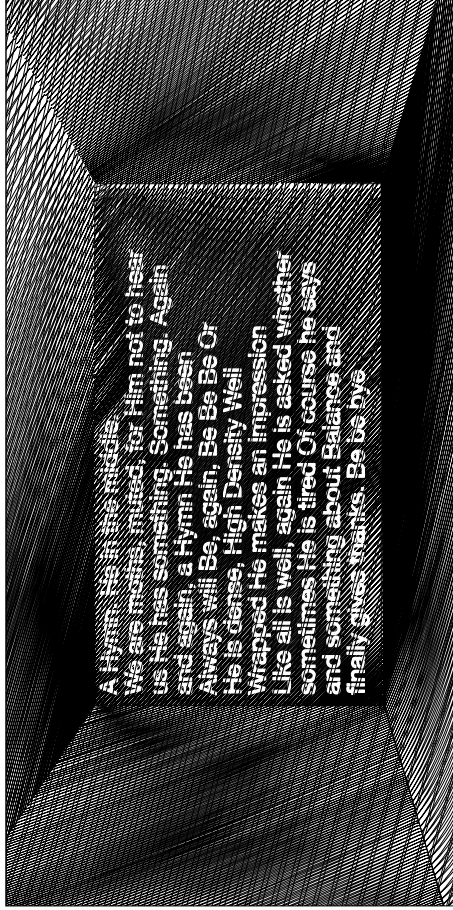 A Hymn. He in the middle.
We are moths, muted, for Him not to hear
us He has something. Something. Again
and again, a Hymn He has been
Always will Be, again, Be Be Be Or
He is dense, High Density Well
Wrapped He makes an impression
Like all is well, again He is asked whether
sometimes He is tired Of course he says
and something about Balance and
finally gives thanks. Be be bye